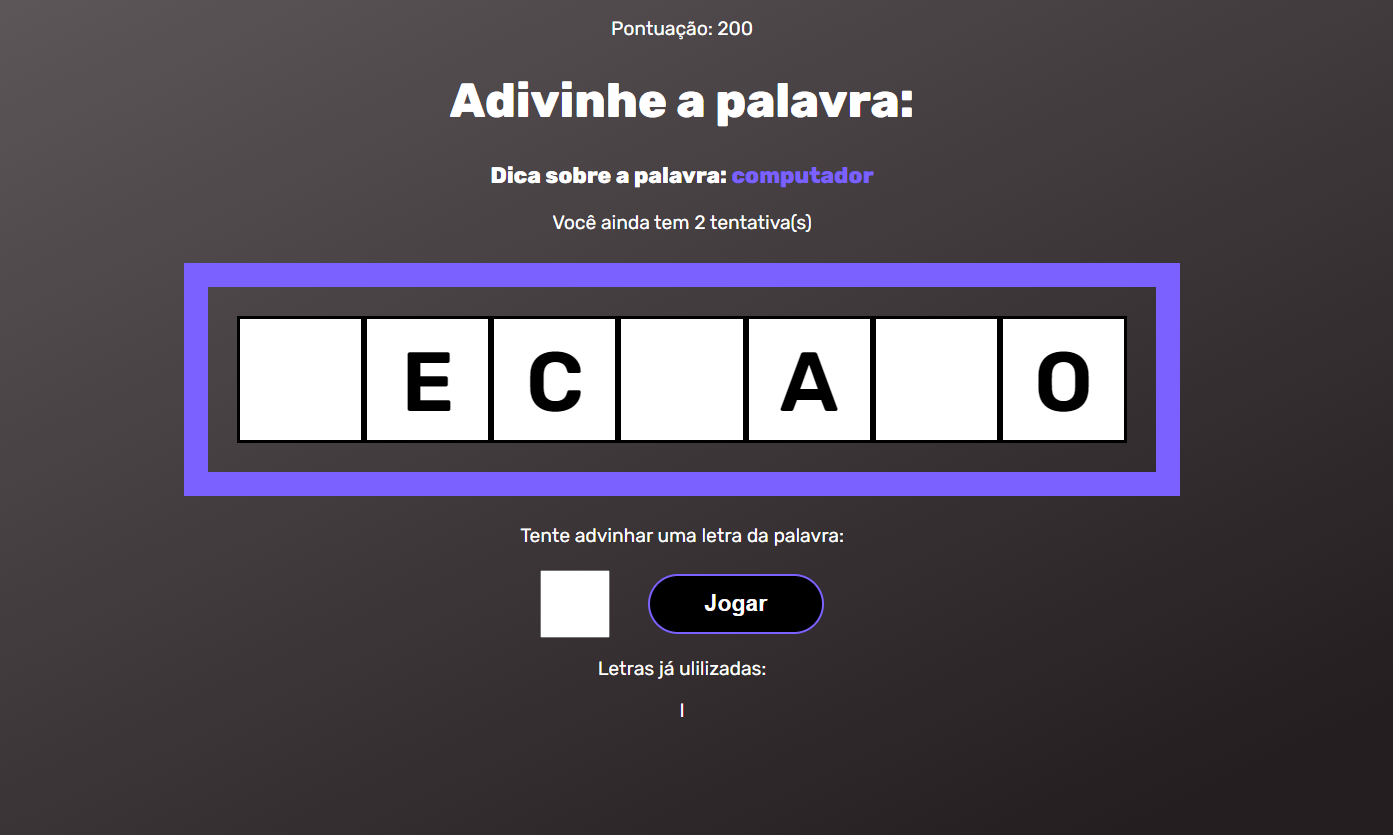 Pontuação: 200
Adivinhe a palavra:
Dica sobre a palavra: computador
Você ainda tem 2 tentativa(s)
E C A O
Tente advinhar uma letra da palavra:
Jogar
Letras já ulilizadas:
I